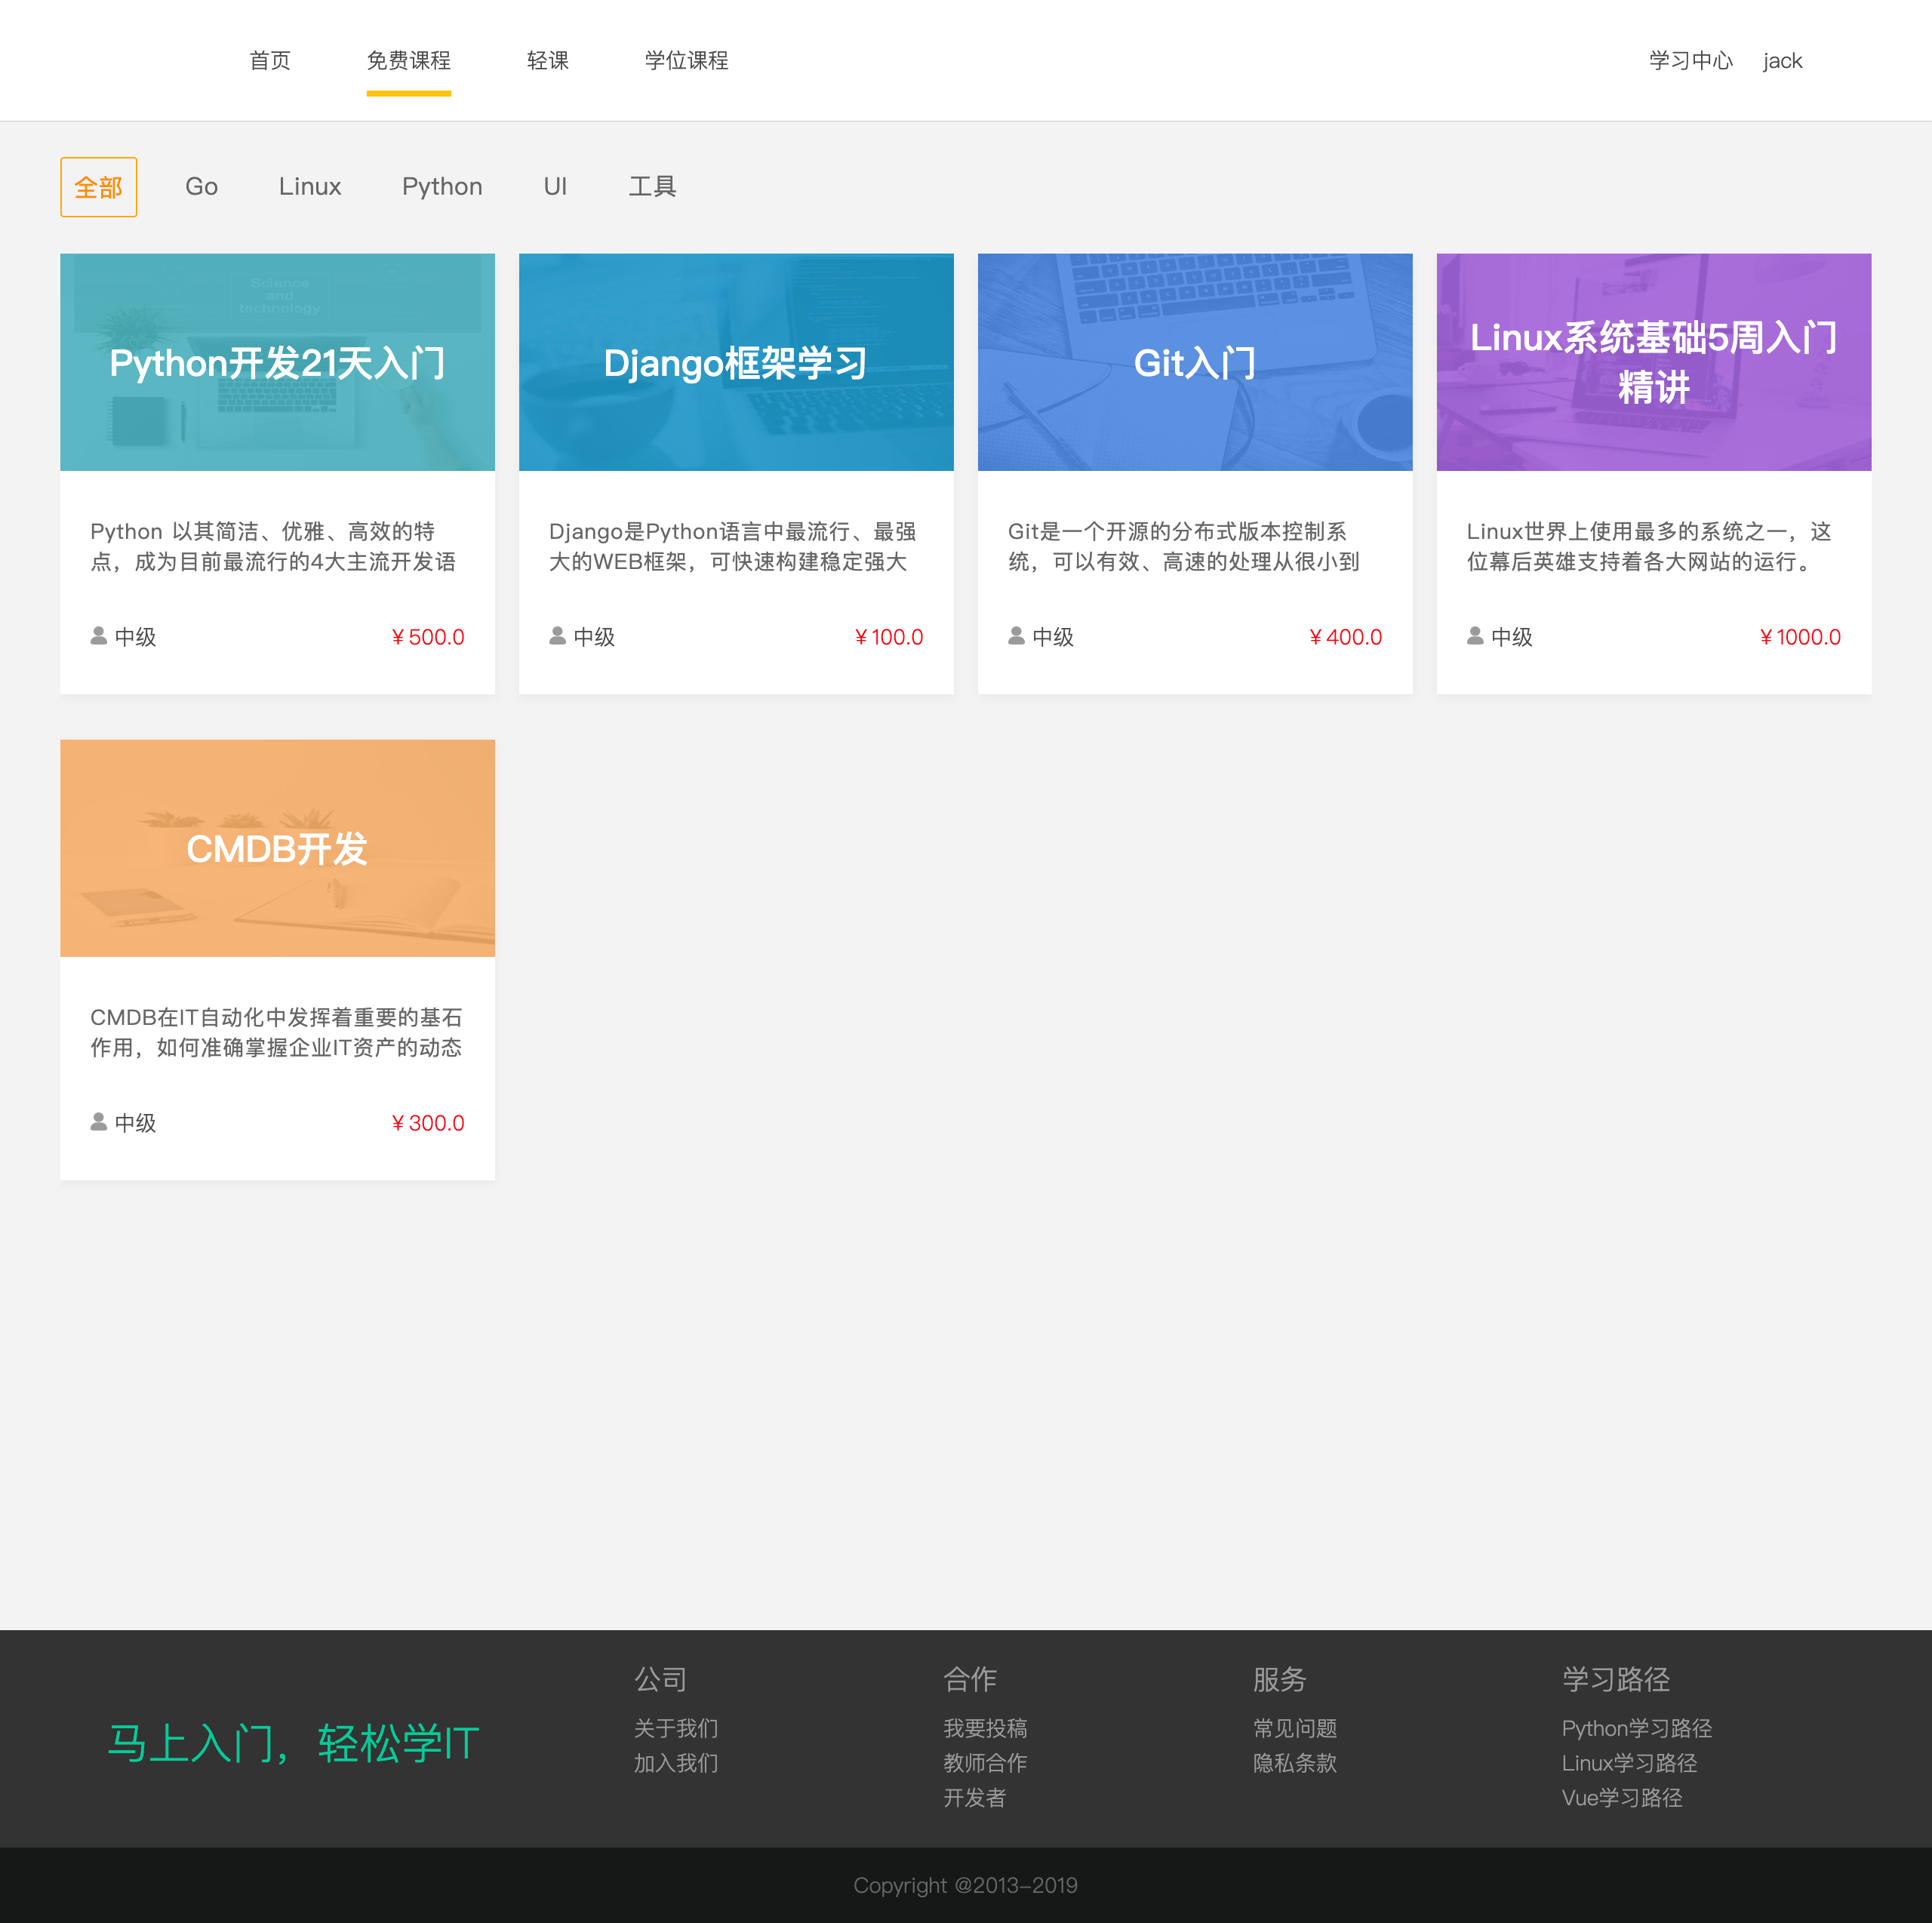 首页 免费课程 轻课 学位课程 学习中心 jack
全部 Go Linux Python UI 工具
Science
and
technology
Python开发21天入门
Python 以其简洁、优雅、高效的特
点，成为目前最流行的4大主流开发语
中级 ¥500.0
Django框架学习
Django是Python语言中最流行、最强
大的WEB框架，可快速构建稳定强大
中级 ¥100.0
Git入门
Git是一个开源的分布式版本控制系
统，可以有效、高速的处理从很小到
中级 ¥400.0
Linux系统基础5周入门
精讲
Linux世界上使用最多的系统之一，这
位幕后英雄支持着各大网站的运行。
中级 ¥1000.0
CMDB开发
CMDB在IT自动化中发挥着重要的基石
作用，如何准确掌握企业IT资产的动态
中级 ¥300.0
马上入门，轻松学IT
公司
关于我们
加入我们
合作
我要投稿
教师合作
开发者
服务
常见问题
隐私条款
学习路径
Python学习路径
Linux学习路径
Vue学习路径
Copyright @2013-2019